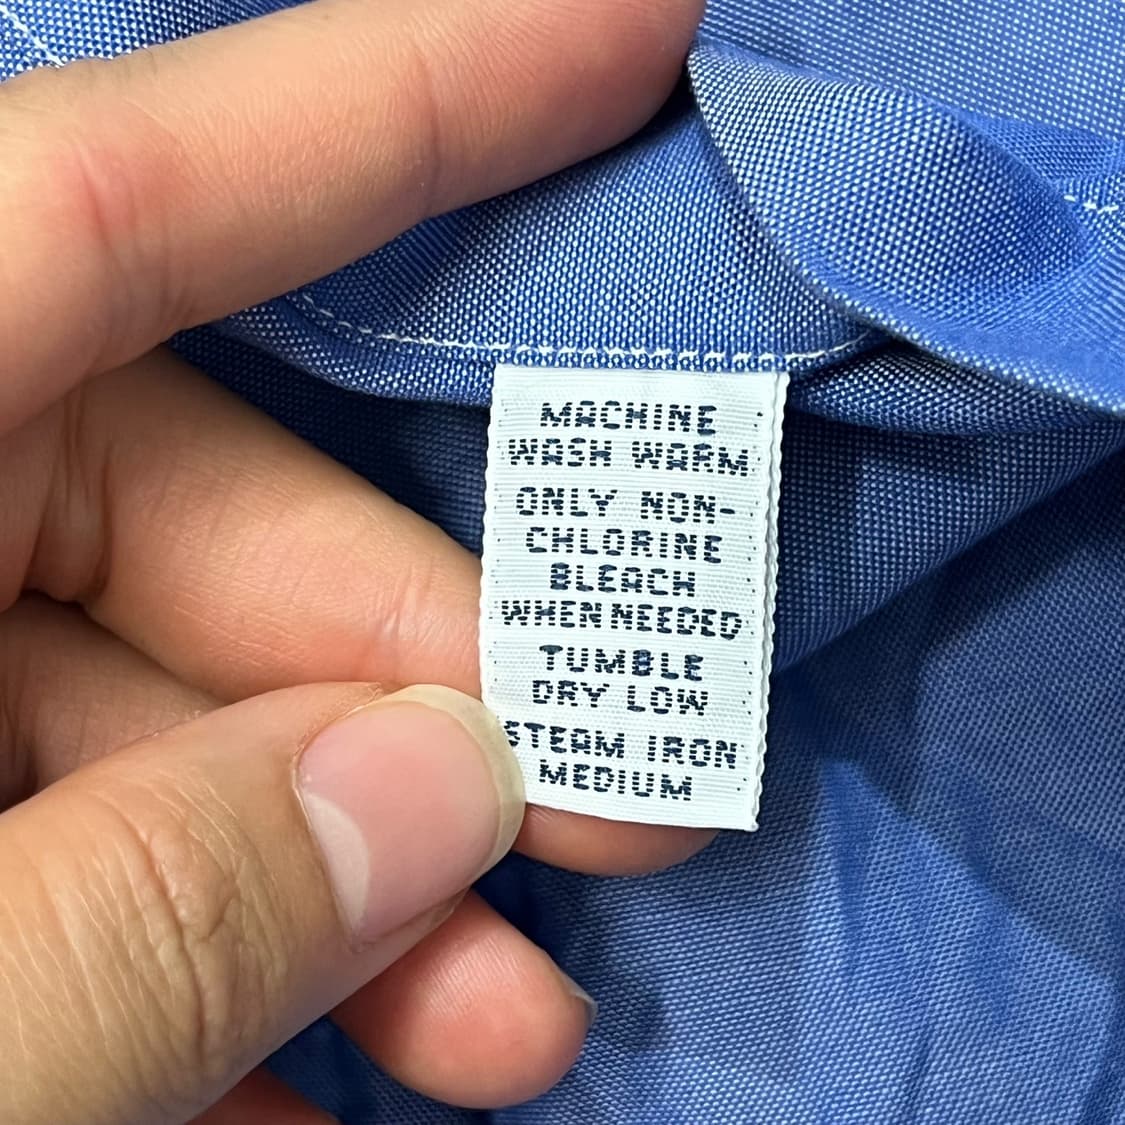 MACHINE
WASH WARM
ONLY NON-
CHLORINE
BLEACH
WHEN NEEDED
TUMBLE
DRY LOW
STEAM IRON
MEDIUM